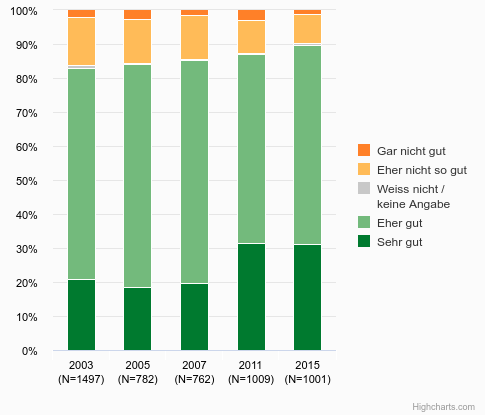 100%
90%
80%
70%
60%
50%
40%
30%
20%
10%
0%
2003
(N=1497)
2005
(N=782)
2007
(N=762)
2011
(N=1009)
2015
(N=1001)
Gar nicht gut
Eher nicht so gut
Weiss nicht /
keine Angabe
Eher gut
Sehr gut
Highcharts.com